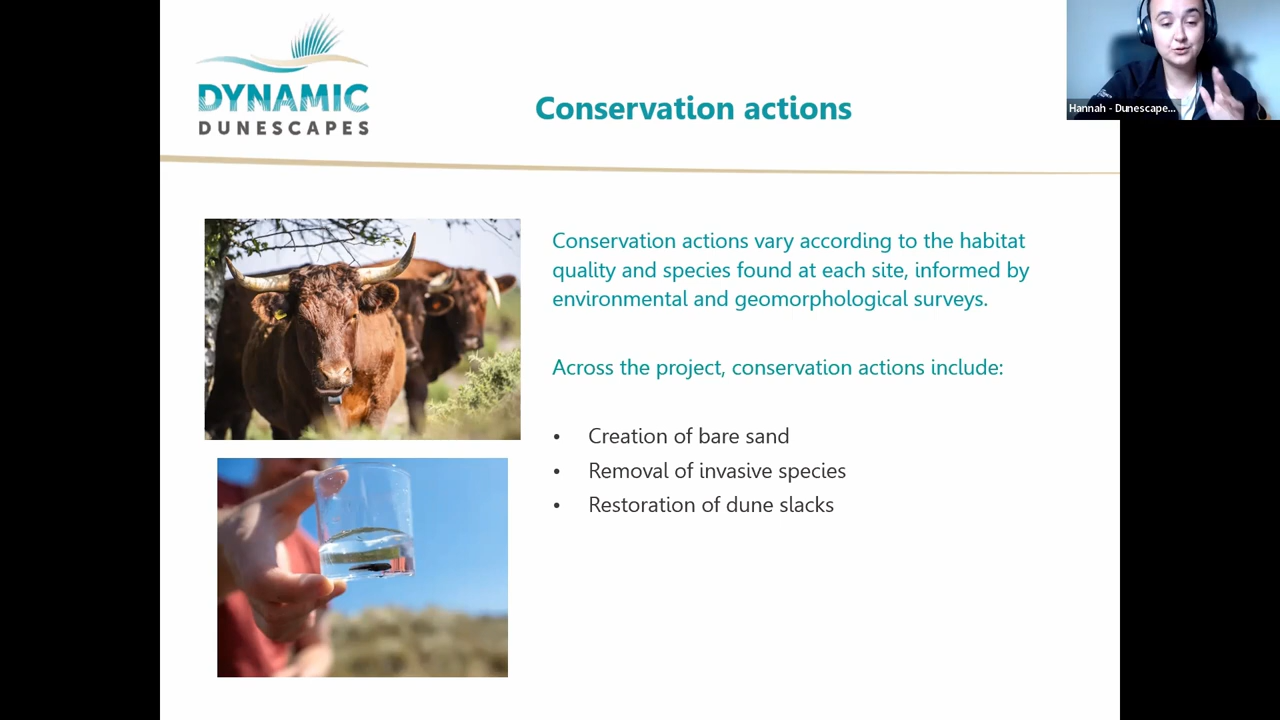 DYNAMIC
DUNESCAPES
Conservation actions
Hannah - Dunescape...
Conservation actions vary according to the habitat
quality and species found at each site, informed by
environmental and geomorphological surveys.
Across the project, conservation actions include:
• Creation of bare sand
• Removal of invasive species
• Restoration of dune slacks